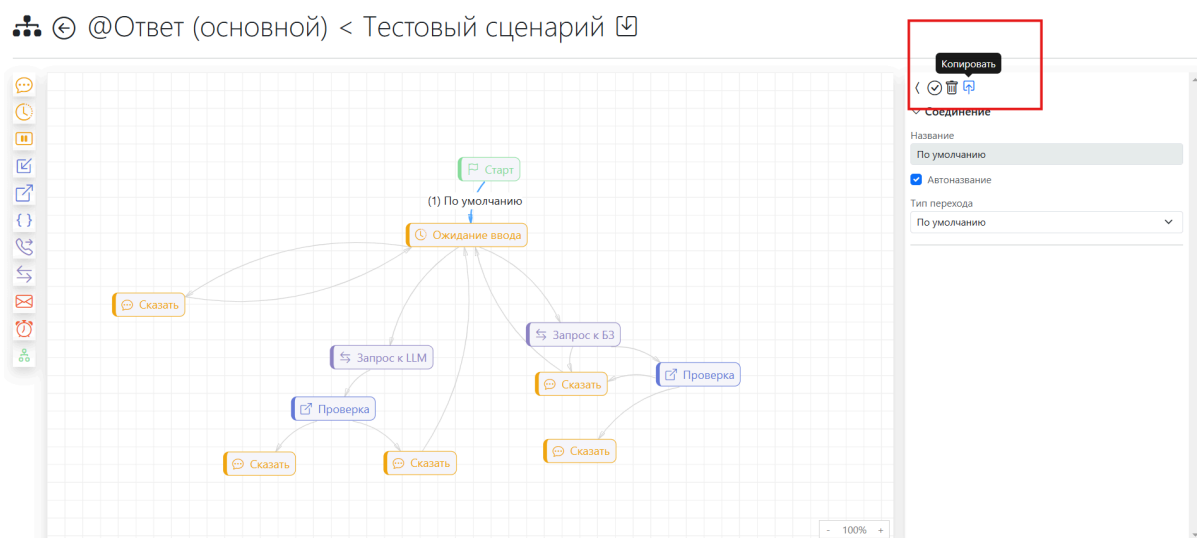 @Ответ (основной) < Тестовый сценарий
Копировать
Соединение
Название
По умолчанию
Автоназвание
Тип перехода
По умолчанию
Старт
(1) По умолчанию
Ожидание ввода
Сказать
Запрос к БЗ
Запрос к LLM
Проверка
Сказать
Проверка
Сказать
Сказать
Сказать
- 100% +